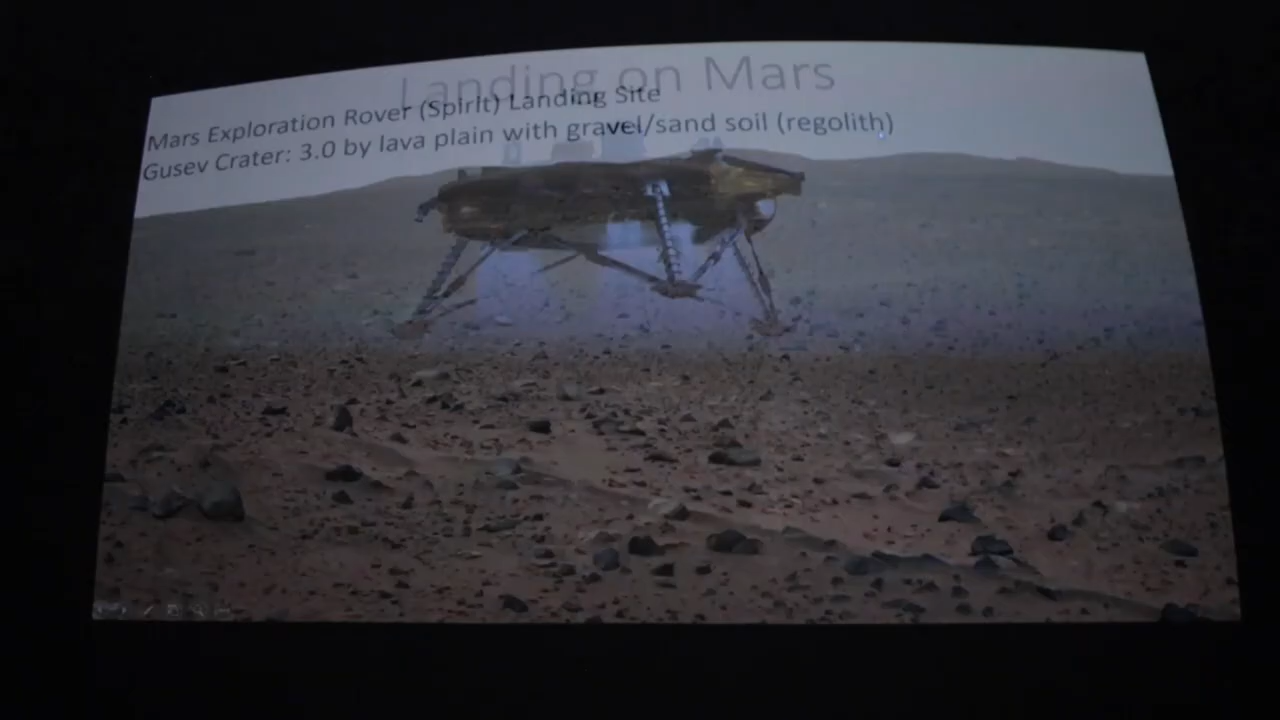 Landing on Mars
Mars Exploration Rover (Spirit) Landing Site
Gusev Crater: 3.0 by lava plain with gravel/sand soil (regolith)